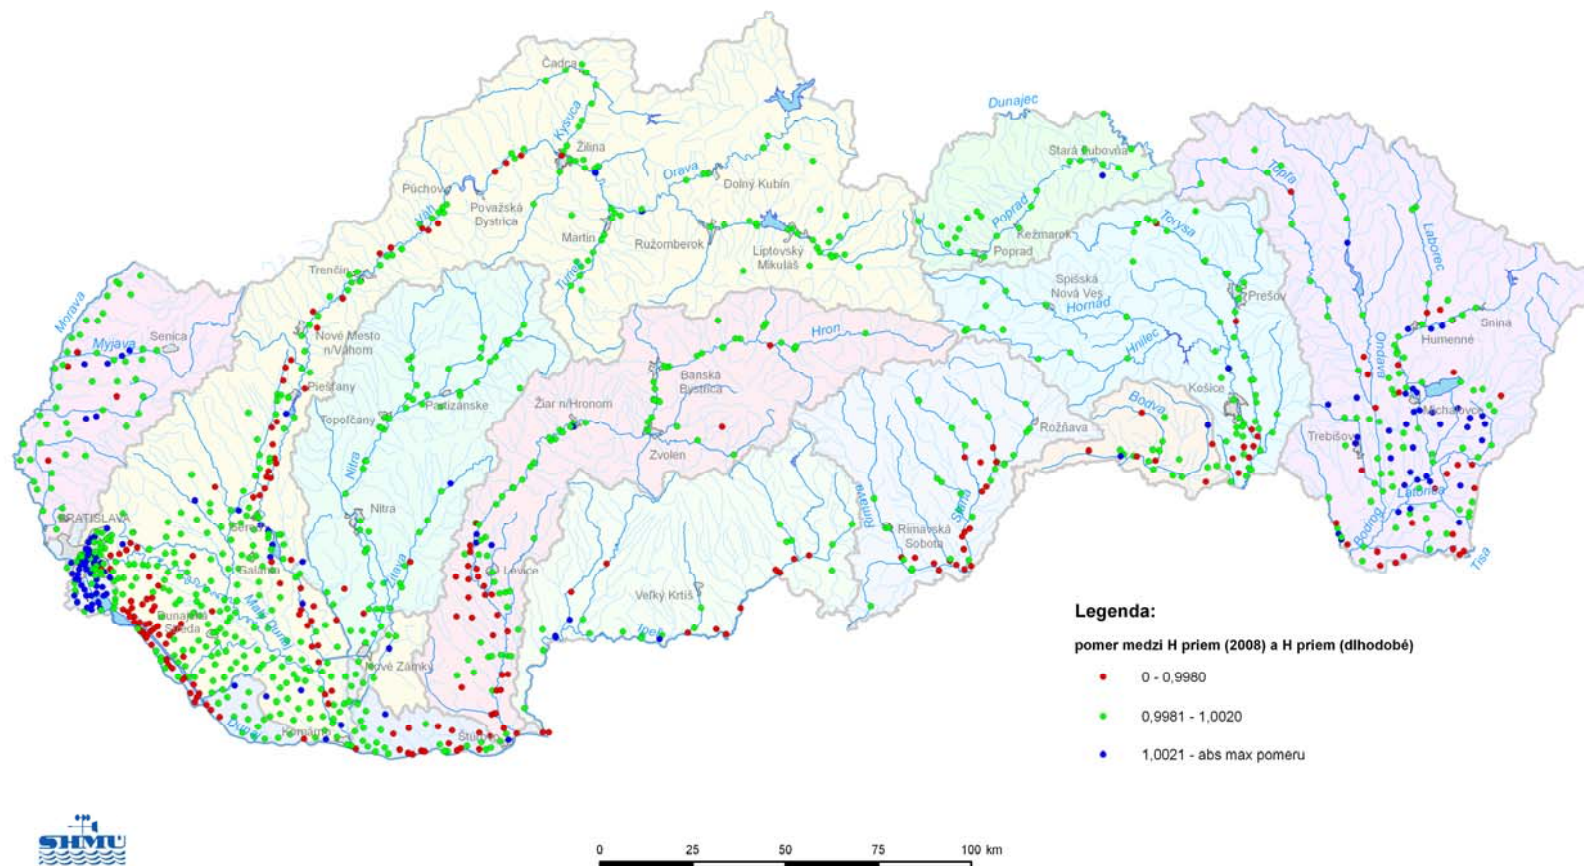 Čadca
Dunajec
Kysuca
Žilina
Stará Ľubovňa
Topľa
Orava
Dolný Kubín
Púchov
Považská
Bystrica
Váh
Poprad
Torysa
Laborec
Martin
Ružomberok
Liptovský
Mikuláš
Kežmarok
Poprad
Trenčín
Turiec
Spišská
Nová Ves
Prešov
Morava
Hornád
Snina
Senica
Myjava
Nové Mesto
n/Váhom
Hron
Hnilec
Ondava
Humenné
Piešťany
Banská
Bystrica
Košice
Partizánske
Žiar n/Hronom
Bodva
Michalovce
Topoľčany
Rožňava
Zvolen
Trebišov
Nitra
Nitra
Rimava
Slaná
Latorica
BRATISLAVA
Sereď
Rimavská
Sobota
Bodrog
Tisa
Galanta
Žitava
Levice
Malý Dunaj
Veľký Krtíš
Dunajská
Streda
Ipeľ
Nové Zámky
Dunaj
Komárno
Štúrovo
Legenda:
pomer medzi H priem (2008) a H priem (dlhodobé)
0 - 0,9980
0,9981 - 1,0020
1,0021 - abs max pomeru
SHMÚ
0 25 50 75 100 km